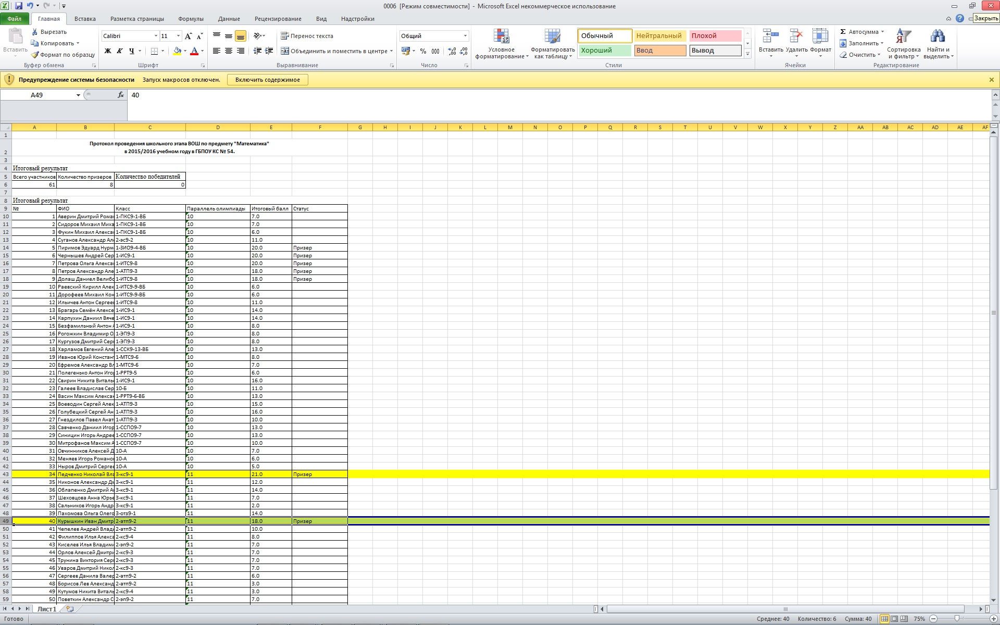 0006 [Режим совместимости] - Microsoft Excel некоммерческое использование
Файл Главная Вставка Разметка страницы Формулы Данные Рецензирование Вид Надстройки
Закрыть
Вставить
Вырезать
Копировать
Формат по образцу
Буфер обмена
Calibri 11
Ж К Ч
Шрифт
Перенос текста
Объединить и поместить в центре
Выравнивание
Общий
% 000
Число
Условное форматирование
Форматировать как таблицу
Обычный Нейтральный Плохой
Хороший Ввод Вывод
Стили
Вставить Удалить Формат
Ячейки
Σ Автосумма
Заполнить
Очистить
Сортировка и фильтр
Найти и выделить
Редактирование
Предупреждение системы безопасности Запуск макросов отключен. Включить содержимое
A49 fx 40
A B C D E F G H I J K L M N O P Q R S T U V W X Y Z AA AB AC AD AE AF
1
2 Протокол проведения школьного этапа ВОШ по предмету "Математика"
в 2015/2016 учебном году в ГБПОУ КС № 54.
3
4 Итоговый результат
5 Всего участников Количество призеров Количество победителей
6 61 8 0
7
8 Итоговый результат
9 № ФИО Класс Параллель олимпиады Итоговый балл Статус
10 1 Аверин Дмитрий Рома 1-ПКС9-1-ВБ 10 7.0
11 2 Сидоров Михаил Миха 1-ПКС9-1-ВБ 10 7.0
12 3 Фукин Михаил Алекса 1-ПКС9-1-ВБ 10 6.0
13 4 Суганов Александр Ал 2-эс9-2 10 11.0
14 5 Пиримов Эдуард Нурм 1-ЗИО9-4-ВБ 10 20.0 Призер
15 6 Чернышев Андрей Сер 1-ИС9-1 10 20.0 Призер
16 7 Петрова Ольга Алекса 1-ИТС9-8 10 20.0 Призер
17 8 Петров Александр Але 1-АТП9-3 10 18.0 Призер
18 9 Долаш Даниел Велибо 1-ИТС9-8 10 18.0 Призер
19 10 Раевский Кирилл Алек 1-ИТС9-9-ВБ 10 6.0
20 11 Дорофеев Михаил Кон 1-ИТС9-9-ВБ 10 6.0
21 12 Ильичев Антон Сергее 1-ИТС9-8 10 11.0
22 13 Брагарь Семён Алексе 1-ИС9-1 10 14.0
23 14 Карпухин Даниил Вяче 1-ИС9-1 10 14.0
24 15 Безфамильный Антон 1-ИС9-1 10 8.0
25 16 Рогожкин Владимир О 1-ЭП9-3 10 8.0
26 17 Кургузов Дмитрий Сер 1-ЭП9-3 10 8.0
27 18 Харламов Евгений Але 1-ССК9-13-ВБ 10 13.0
28 19 Иванов Юрий Констан 1-МТС9-6 10 8.0
29 20 Ефремов Александр Вл 1-МТС9-6 10 7.0
30 21 Полегенько Антон Иго 1-РРТ9-5 10 6.0
31 22 Свирин Никита Виталь 1-ИС9-1 10 16.0
32 23 Галеев Владислав Сер 10-Б 10 11.0
33 24 Васин Максим Алекса 1-РРТ9-6-ВБ 10 13.0
34 25 Воеводин Сергей Алек 1-АТП9-3 10 15.0
35 26 Голубецкий Сергей Ан 1-АТП9-3 10 16.0
36 27 Гнездилов Павел Анат 1-АТП9-3 10 10.0
37 28 Савченко Даниил Игор 1-ССПО9-7 10 13.0
38 29 Синицин Игорь Андрее 1-ССПО9-7 10 13.0
39 30 Митрофанов Максим А 1-ССПО9-7 10 10.0
40 31 Овчинников Алексей Д 10-А 10 7.0
41 32 Меняев Игорь Романо 10-А 10 6.0
42 33 Ныров Дмитрий Серге 10-А 10 5.0
43 34 Педченко Николай Вла 3-кс9-1 11 21.0 Призер
44 35 Никонов Александр Дм 3-кс9-1 11 12.0
45 36 Облапенко Дмитрий А 3-кс9-1 11 14.0
46 37 Шеховцова Анна Юрье 3-кс9-1 11 7.0
47 38 Сальников Игорь Андр 3-кс9-1 11 2.0
48 39 Пахомова Ольга Олего 3-отз9-1 11 14.0
49 40 Курышкин Иван Дмитр 2-атп9-2 11 18.0 Призер
50 41 Чепелев Андрей Влади 2-атп9-2 11 10.0
51 42 Филиппов Илья Алекса 2-кс9-4 11 8.0
52 43 Киселев Илья Владими 2-эп9-2 11 7.0
53 44 Орлов Алексей Дмитри 2-кс9-3 11 7.0
54 45 Трунина Виктория Сер 2-кс9-3 11 7.0
55 46 Уваров Дмитрий Никол 2-кс9-3 11 7.0
56 47 Сергеев Данила Валер 2-атп9-2 11 6.0
57 48 Борисов Лев Александ 2-атп9-2 11 3.0
58 49 Кутумов Никита Виталь 2-кс9-4 11 3.0
59 50 Поветкин Александр С 2-эп9-2 11 7.0
Лист1
Готово Среднее: 40 Количество: 6 Сумма: 40 75%